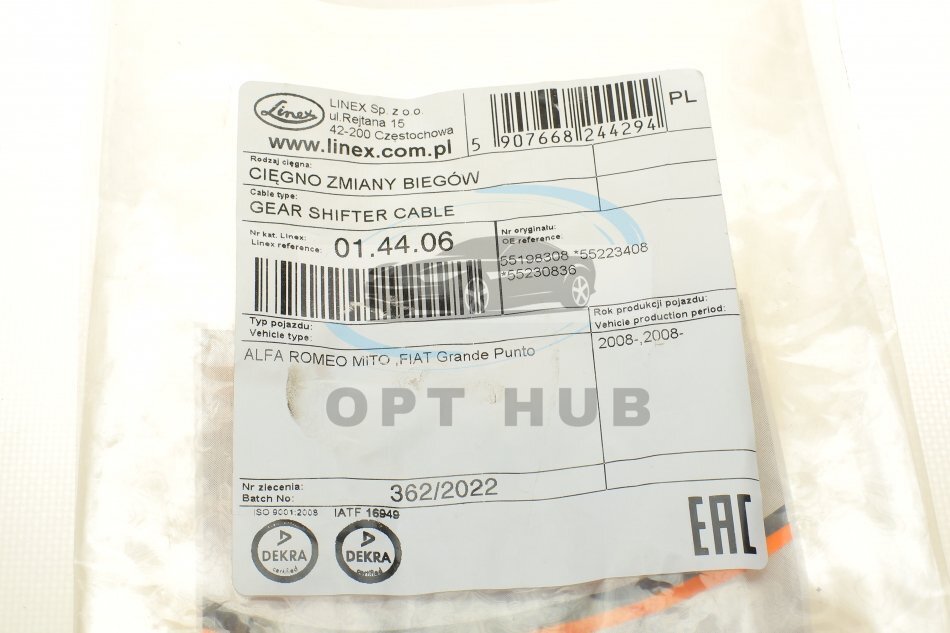 Linex
LINEX Sp. z o o.
ul.Rejtana 15
42-200 Częstochowa
www.linex.com.pl
5 907668 244294
PL
Rodzaj cięgna:
CIĘGNO ZMIANY BIEGÓW
Cable type:
GEAR SHIFTER CABLE
Nr kat. Linex:
Linex reference:
01.44.06
Nr oryginału:
OE reference:
55198308 *55223408
*55230836
Typ pojazdu:
Vehicle type:
Rok produkcji pojazdu:
Vehicle production period:
ALFA ROMEO MiTO ,FIAT Grande Punto
2008-,2008-
OPT HUB
Nr zlecenia:
Batch No:
362/2022
ISO 9001:2008
IATF 16949
DEKRA
certified
DEKRA
certified
EAC